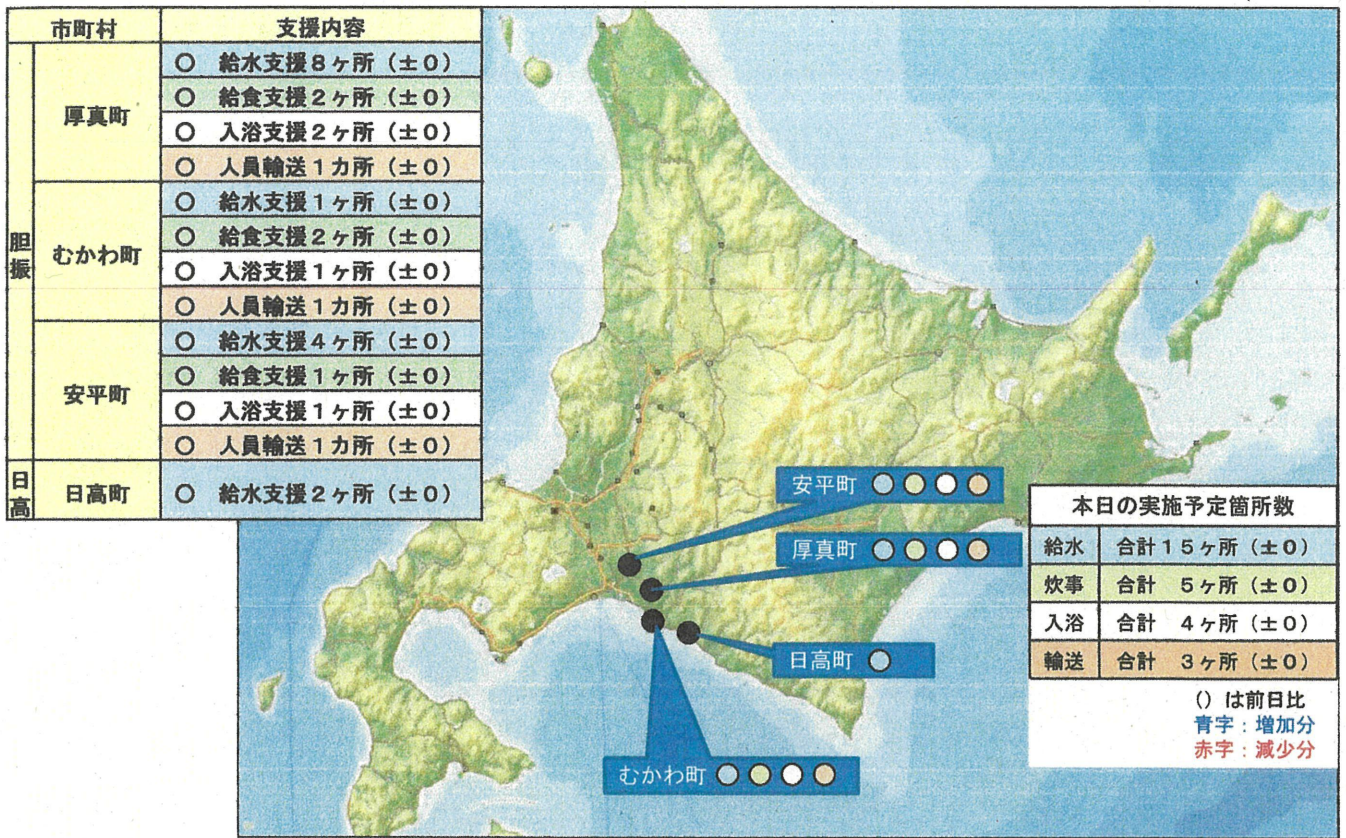 市町村 支援内容
胆振
厚真町
○ 給水支援8ヶ所 (±0)
○ 給食支援2ヶ所 (±0)
○ 入浴支援2ヶ所 (±0)
○ 人員輸送1カ所 (±0)
むかわ町
○ 給水支援1ヶ所 (±0)
○ 給食支援2ヶ所 (±0)
○ 入浴支援1ヶ所 (±0)
○ 人員輸送1カ所 (±0)
安平町
○ 給水支援4ヶ所 (±0)
○ 給食支援1ヶ所 (±0)
○ 入浴支援1ヶ所 (±0)
○ 人員輸送1カ所 (±0)
日高
日高町
○ 給水支援2ヶ所 (±0)
安平町
厚真町
日高町
むかわ町
本日の実施予定箇所数
給水 合計15ヶ所 (±0)
炊事 合計 5ヶ所 (±0)
入浴 合計 4ヶ所 (±0)
輸送 合計 3ヶ所 (±0)
() は前日比
青字:増加分
赤字:減少分